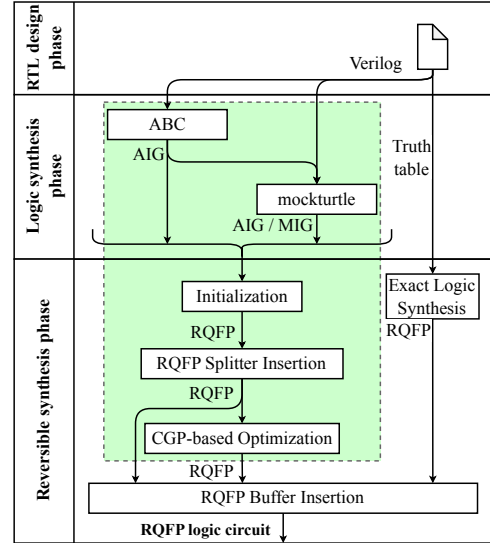 RTL design
phase
Verilog
Logic synthesis
phase
ABC
AIG
Truth
table
mockturtle
AIG / MIG
Reversible synthesis phase
Initialization
Exact Logic
Synthesis
RQFP
RQFP
RQFP Splitter Insertion
RQFP
CGP-based Optimization
RQFP
RQFP Buffer Insertion
RQFP logic circuit